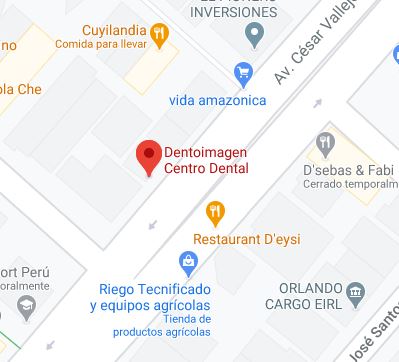 INVERSIONES
Cuyilandia
Comida para llevar
no
Av. César Vallejo
ola Che
vida amazonica
Dentoimagen
Centro Dental
D'sebas & Fabi
Cerrado temporalm
Restaurant D'eysi
ort Perú
oralmente
Riego Tecnificado
y equipos agrícolas
Tienda de
productos agrícolas
ORLANDO
CARGO EIRL
José Santo